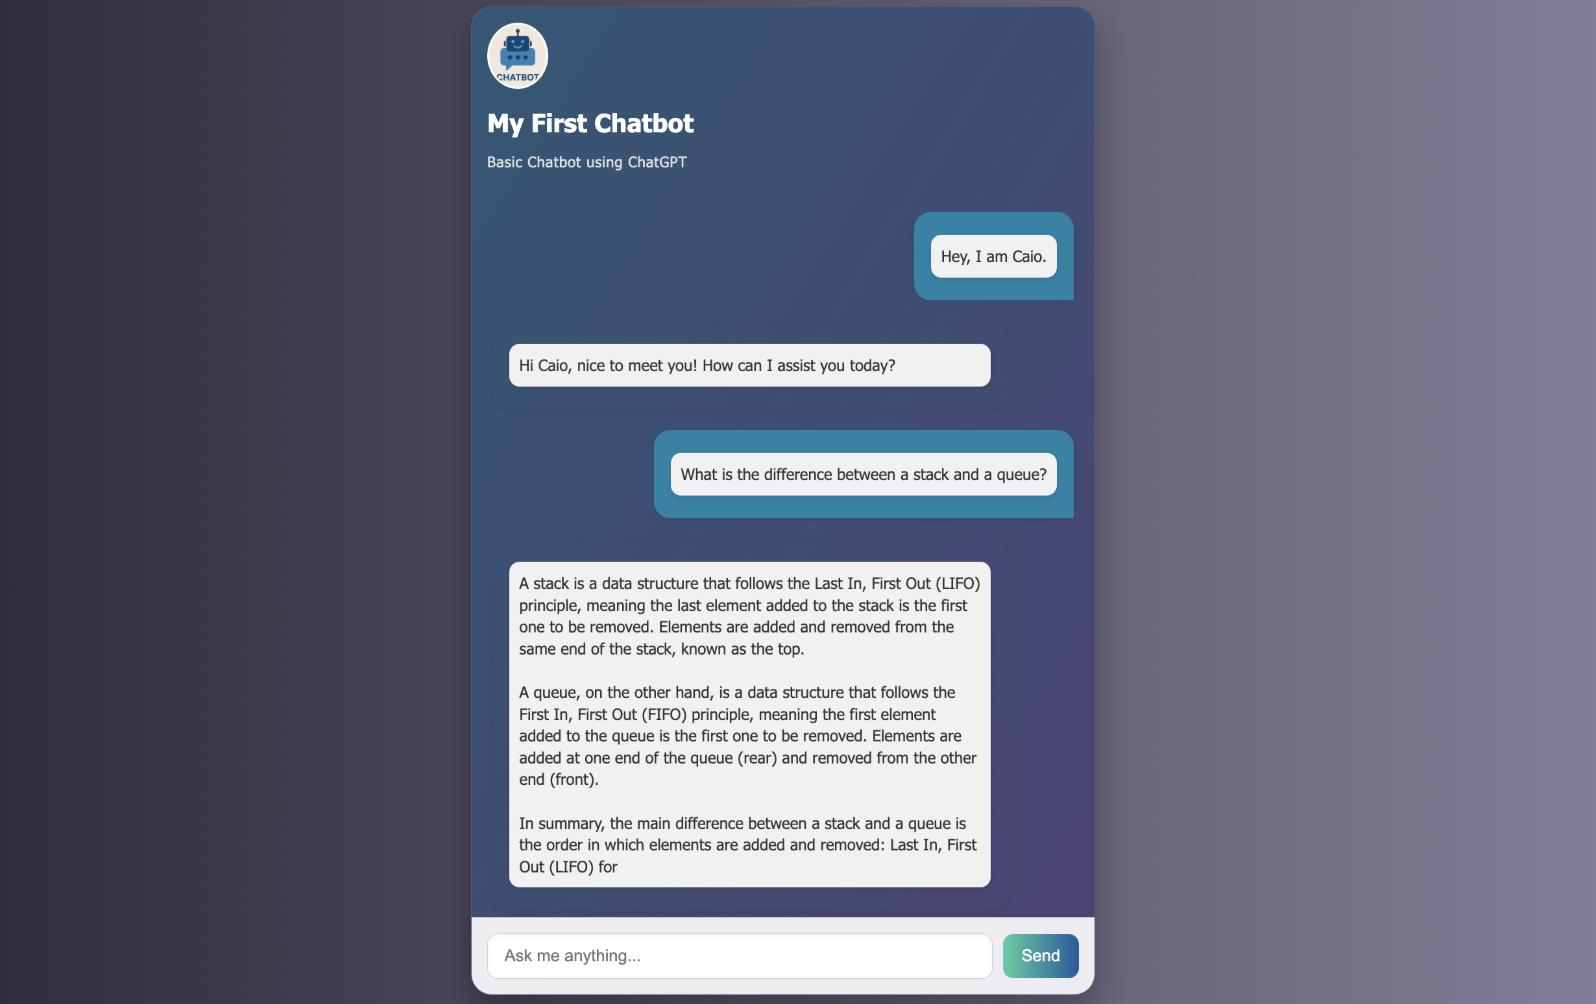 CHATBOT
My First Chatbot
Basic Chatbot using ChatGPT
Hey, I am Caio.
Hi Caio, nice to meet you! How can I assist you today?
What is the difference between a stack and a queue?
A stack is a data structure that follows the Last In, First Out (LIFO)
principle, meaning the last element added to the stack is the first
one to be removed. Elements are added and removed from the
same end of the stack, known as the top.
A queue, on the other hand, is a data structure that follows the
First In, First Out (FIFO) principle, meaning the first element
added to the queue is the first one to be removed. Elements are
added at one end of the queue (rear) and removed from the other
end (front).
In summary, the main difference between a stack and a queue is
the order in which elements are added and removed: Last In, First
Out (LIFO) for
Ask me anything...
Send